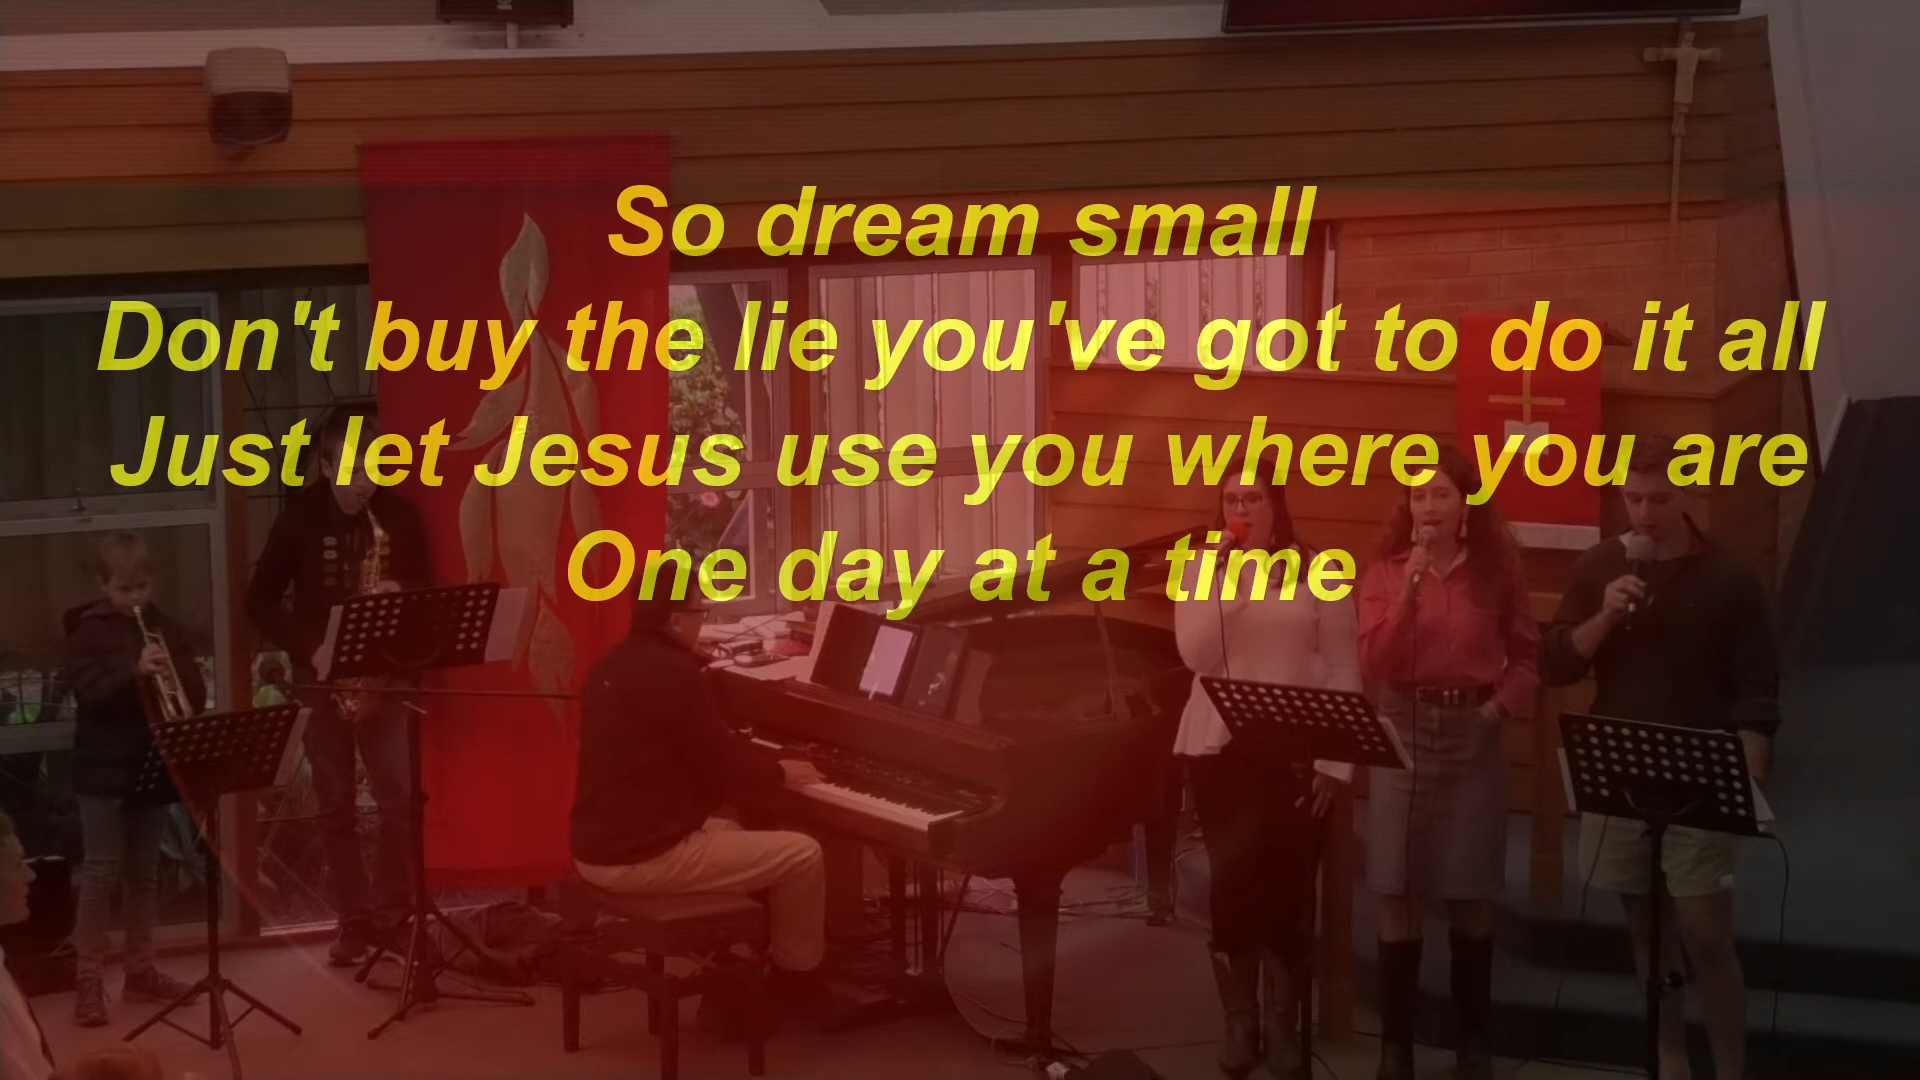 So dream small
Don't buy the lie you've got to do it all
Just let Jesus use you where you are
One day at a time